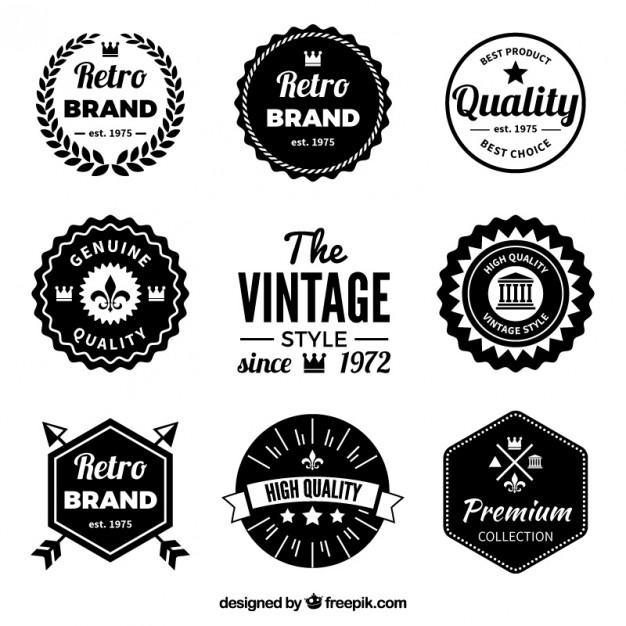 Retro
BRAND
est. 1975
Retro
BRAND
est. 1975
BEST PRODUCT
Quality
est. 1975
BEST CHOICE
GENUINE
QUALITY
The
VINTAGE
STYLE
since 1972
HIGH QUALITY
VINTAGE STYLE
Retro
BRAND
est. 1975
HIGH QUALITY
Premium
COLLECTION
designed by freepik.com